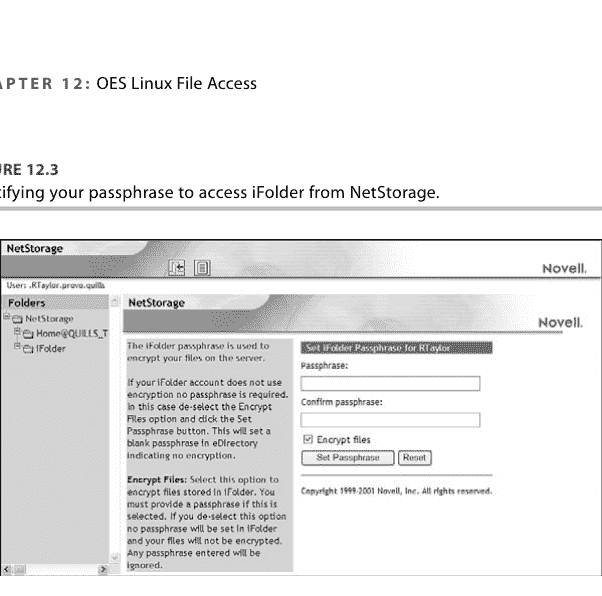 APTER 12: OES Linux File Access
URE 12.3
ifying your passphrase to access iFolder from NetStorage.
NetStorage
Novell.
User: .RTaylor.provo.quills
Folders
NetStorage
Home@QUILLS_T
iFolder
NetStorage
Novell.
The iFolder passphrase is used to
encrypt your files on the server.
If your iFolder account does not use
encryption no passphrase is required.
In this case de-select the Encrypt
Files option and click the Set
Passphrase button. This will set a
blank passphrase in eDirectory
indicating no encryption.
Encrypt Files: Select this option to
encrypt files stored in iFolder. You
must provide a passphrase if this is
selected. If you de-select this option
no passphrase will be set in iFolder
and your files will not be encrypted.
Any passphrase entered will be
ignored.
Set iFolder Passphrase for RTaylor
Passphrase:
Confirm passphrase:
Encrypt files
Set Passphrase Reset
Copyright 1999-2001 Novell, Inc. All rights reserved.